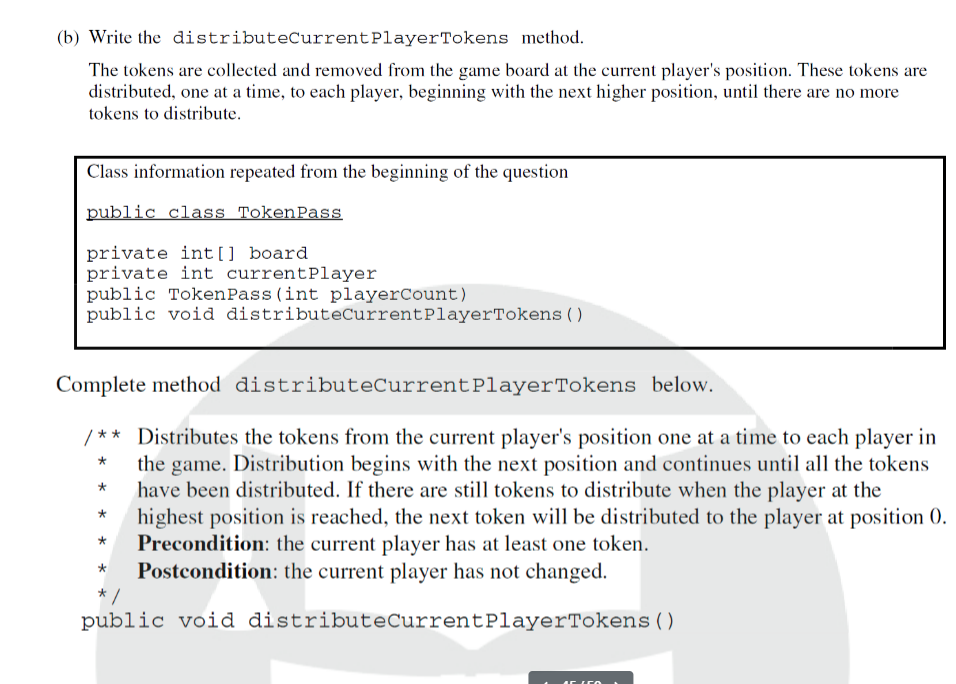 (b) Write the distributeCurrentPlayerTokens method.
The tokens are collected and removed from the game board at the current player's position. These tokens are
distributed, one at a time, to each player, beginning with the next higher position, until there are no more
tokens to distribute.
Class information repeated from the beginning of the question
public class TokenPass
private int[] board
private int currentPlayer
public TokenPass(int playerCount)
public void distributeCurrentPlayerTokens()
Complete method distributeCurrentPlayerTokens below.
/** Distributes the tokens from the current player's position one at a time to each player in
* the game. Distribution begins with the next position and continues until all the tokens
* have been distributed. If there are still tokens to distribute when the player at the
* highest position is reached, the next token will be distributed to the player at position 0.
* Precondition: the current player has at least one token.
* Postcondition: the current player has not changed.
*/
public void distributeCurrentPlayerTokens()